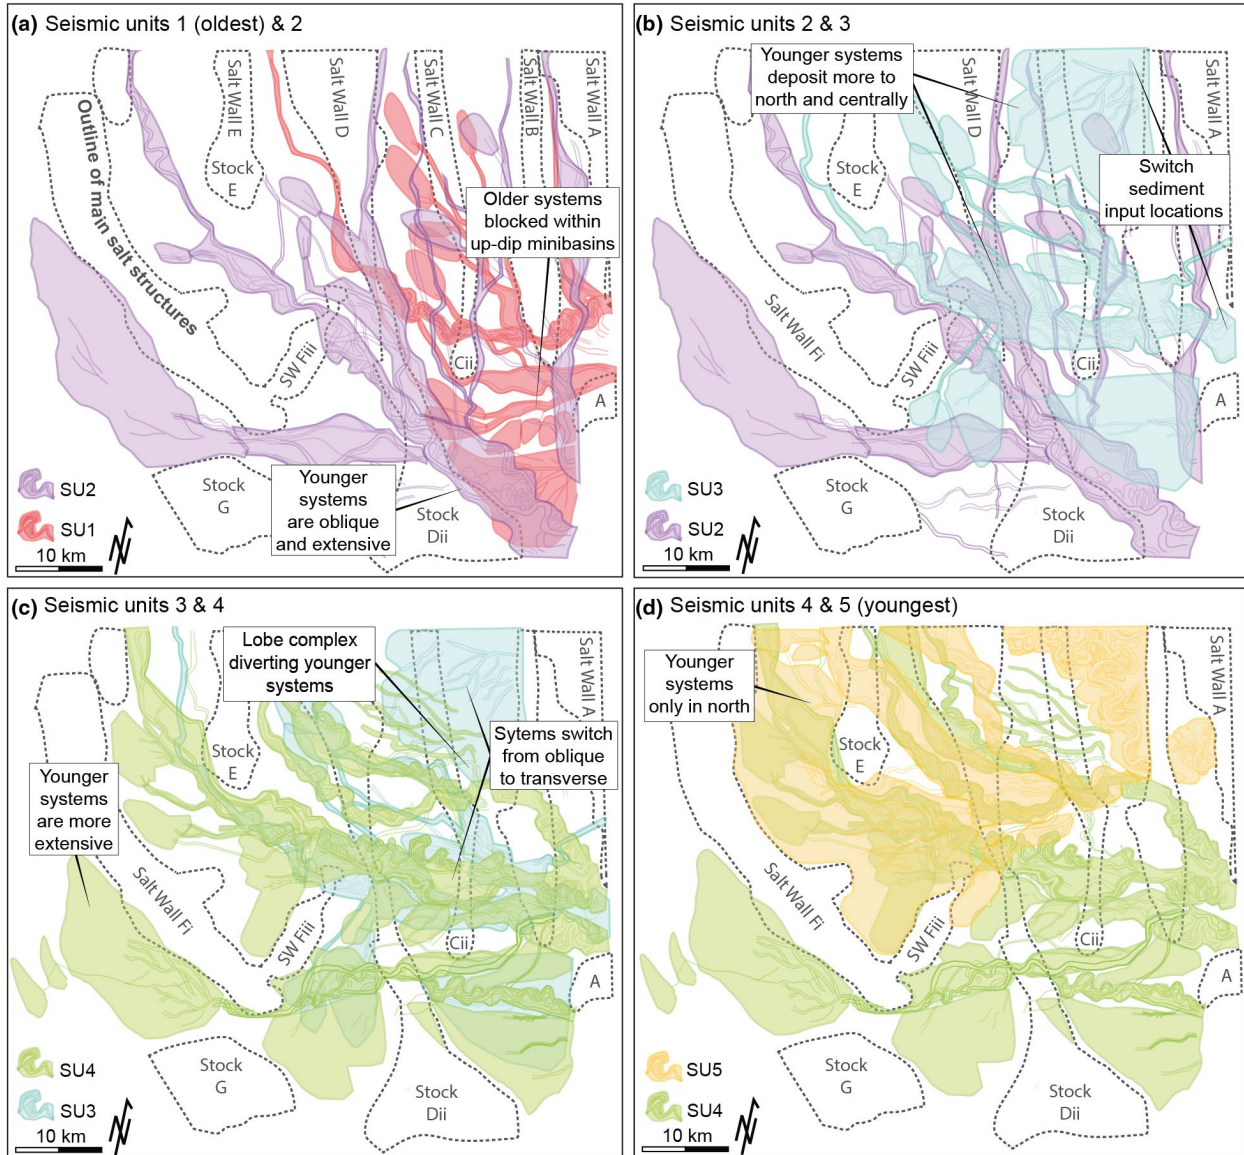 (a) Seismic units 1 (oldest) & 2
Salt Wall E
Salt Wall D
Salt Wall C
Salt Wall B
Salt Wall A
Outline of main salt structures
Stock
E
Older systems
blocked within
up-dip minibasins
SW Fiii
Cii
A
Stock
G
Younger
systems
are oblique
and extensive
Stock
Dii
SU2
SU1
10 km
N
(b) Seismic units 2 & 3
Younger systems
deposit more to
north and centrally
Salt Wall D
Salt Wall A
Stock
E
Switch
sediment
input locations
Salt Wall Fi
SW Fiii
Cii
A
Stock
G
Stock
Dii
SU3
SU2
10 km
N
(c) Seismic units 3 & 4
Lobe complex
diverting younger
systems
Salt Wall A
Stock
E
Sytems switch
from oblique
to transverse
Younger
systems
are more
extensive
Salt Wall Fi
SW Fiii
Cii
A
Stock
G
Stock
Dii
SU4
SU3
10 km
N
(d) Seismic units 4 & 5 (youngest)
Younger
systems
only in north
Salt Wall A
Stock
E
Salt Wall Fi
SW Fiii
Cii
A
Stock
G
Stock
Dii
SU5
SU4
10 km
N